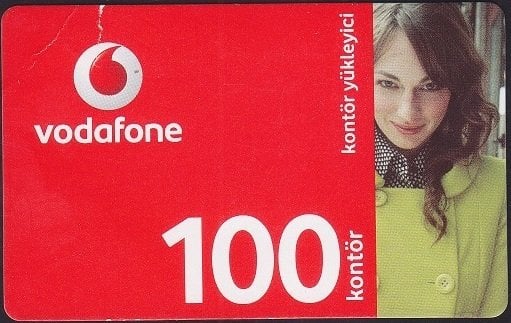 vodafone
kontör yükleyici
100
kontör